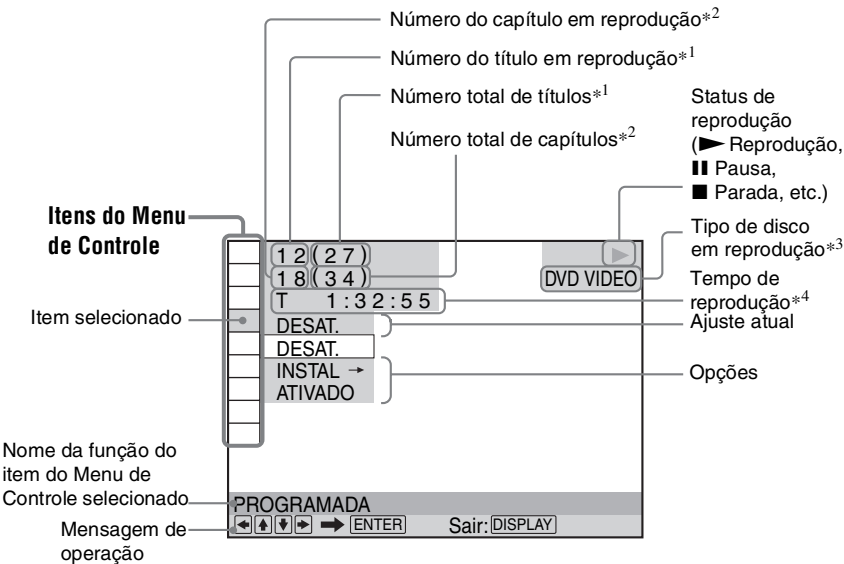 Número do capítulo em reprodução*2
Número do título em reprodução*1
Número total de títulos*1
Número total de capítulos*2
Status de
reprodução
(▶ Reprodução,
⏸ Pausa,
■ Parada, etc.)
Itens do Menu
de Controle
Tipo de disco
em reprodução*3
Tempo de
reprodução*4
Ajuste atual
Opções
Item selecionado
Nome da função do
item do Menu de
Controle selecionado
Mensagem de
operação
12(27)
18(34)
T 1:32:55
▶
DVD VIDEO
DESAT.
DESAT.
INSTAL →
ATIVADO
PROGRAMADA
←↑↓→ ➡ ENTER Sair: DISPLAY